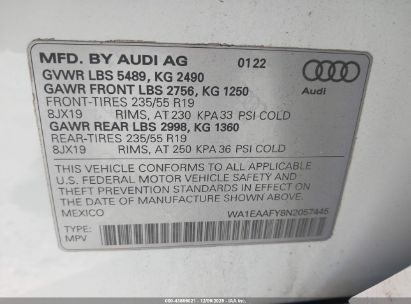 MFD. BY AUDI AG 0122
GVWR LBS 5489, KG 2490
GAWR FRONT LBS 2756, KG 1250
FRONT-TIRES 235/55 R19
8JX19 RIMS, AT 230 KPA 33 PSI COLD
GAWR REAR LBS 2998, KG 1360
REAR-TIRES 235/55 R19
8JX19 RIMS, AT 250 KPA 36 PSI COLD
Audi
THIS VEHICLE CONFORMS TO ALL APPLICABLE
U.S. FEDERAL MOTOR VEHICLE SAFETY AND
THEFT PREVENTION STANDARDS IN EFFECT ON
THE DATE OF MANUFACTURE SHOWN ABOVE
MEXICO WA1EAAFY8N2057445
TYPE:
MPV